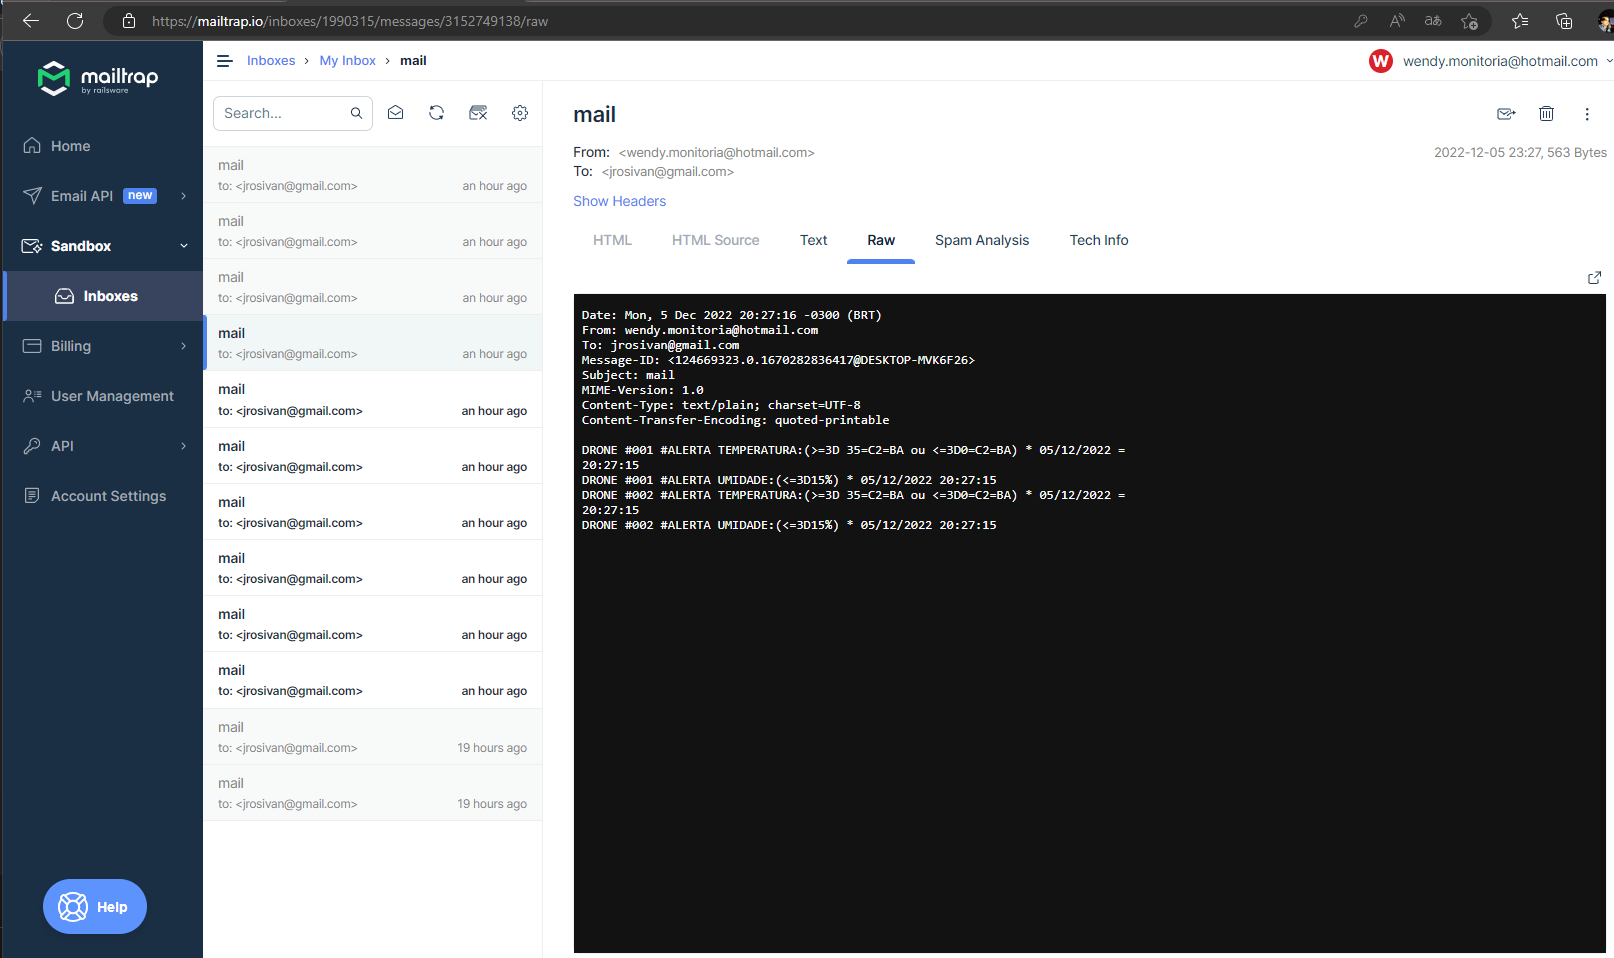 https://mailtrap.io/inboxes/1990315/messages/3152749138/raw
mailtrap
by railsware
Home
Email API new
Sandbox
Inboxes
Billing
User Management
API
Account Settings
Help
Inboxes › My Inbox › mail
W wendy.monitoria@hotmail.com
Search...
mail
to: <jrosivan@gmail.com> an hour ago
mail
to: <jrosivan@gmail.com> an hour ago
mail
to: <jrosivan@gmail.com> an hour ago
mail
to: <jrosivan@gmail.com> an hour ago
mail
to: <jrosivan@gmail.com> an hour ago
mail
to: <jrosivan@gmail.com> an hour ago
mail
to: <jrosivan@gmail.com> an hour ago
mail
to: <jrosivan@gmail.com> an hour ago
mail
to: <jrosivan@gmail.com> an hour ago
mail
to: <jrosivan@gmail.com> an hour ago
mail
to: <jrosivan@gmail.com> 19 hours ago
mail
to: <jrosivan@gmail.com> 19 hours ago
mail
From: <wendy.monitoria@hotmail.com> 2022-12-05 23:27, 563 Bytes
To: <jrosivan@gmail.com>
Show Headers
HTML HTML Source Text Raw Spam Analysis Tech Info
Date: Mon, 5 Dec 2022 20:27:16 -0300 (BRT)
From: wendy.monitoria@hotmail.com
To: jrosivan@gmail.com
Message-ID: <124669323.0.1670282836417@DESKTOP-MVK6F26>
Subject: mail
MIME-Version: 1.0
Content-Type: text/plain; charset=UTF-8
Content-Transfer-Encoding: quoted-printable
DRONE #001 #ALERTA TEMPERATURA:(>=3D 35=C2=BA ou <=3D0=C2=BA) * 05/12/2022 =
20:27:15
DRONE #001 #ALERTA UMIDADE:(<=3D15%) * 05/12/2022 20:27:15
DRONE #002 #ALERTA TEMPERATURA:(>=3D 35=C2=BA ou <=3D0=C2=BA) * 05/12/2022 =
20:27:15
DRONE #002 #ALERTA UMIDADE:(<=3D15%) * 05/12/2022 20:27:15